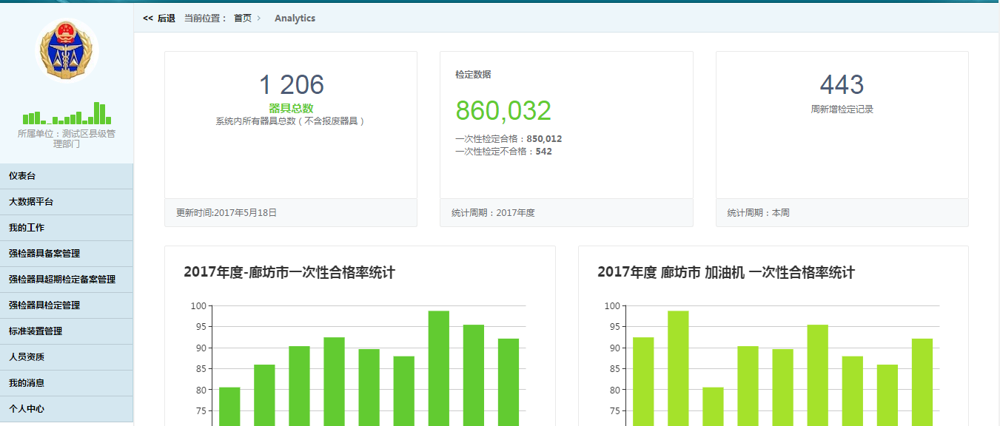 << 后退 当前位置： 首页 > Analytics
所属单位：测试区县级管
理部门
仪表台
大数据平台
我的工作
强检器具备案管理
强检器具超期检定备案管理
强检器具检定管理
标准装置管理
人员资质
我的消息
个人中心
1 206
器具总数
系统内所有器具总数（不含报废器具）
更新时间:2017年5月18日
检定数据
860,032
一次性检定合格：850,012
一次性检定不合格：542
统计周期：2017年度
443
周新增检定记录
统计周期：本周
2017年度-廊坊市一次性合格率统计
100
95
90
85
80
75
2017年度 廊坊市 加油机 一次性合格率统计
100
95
90
85
80
75